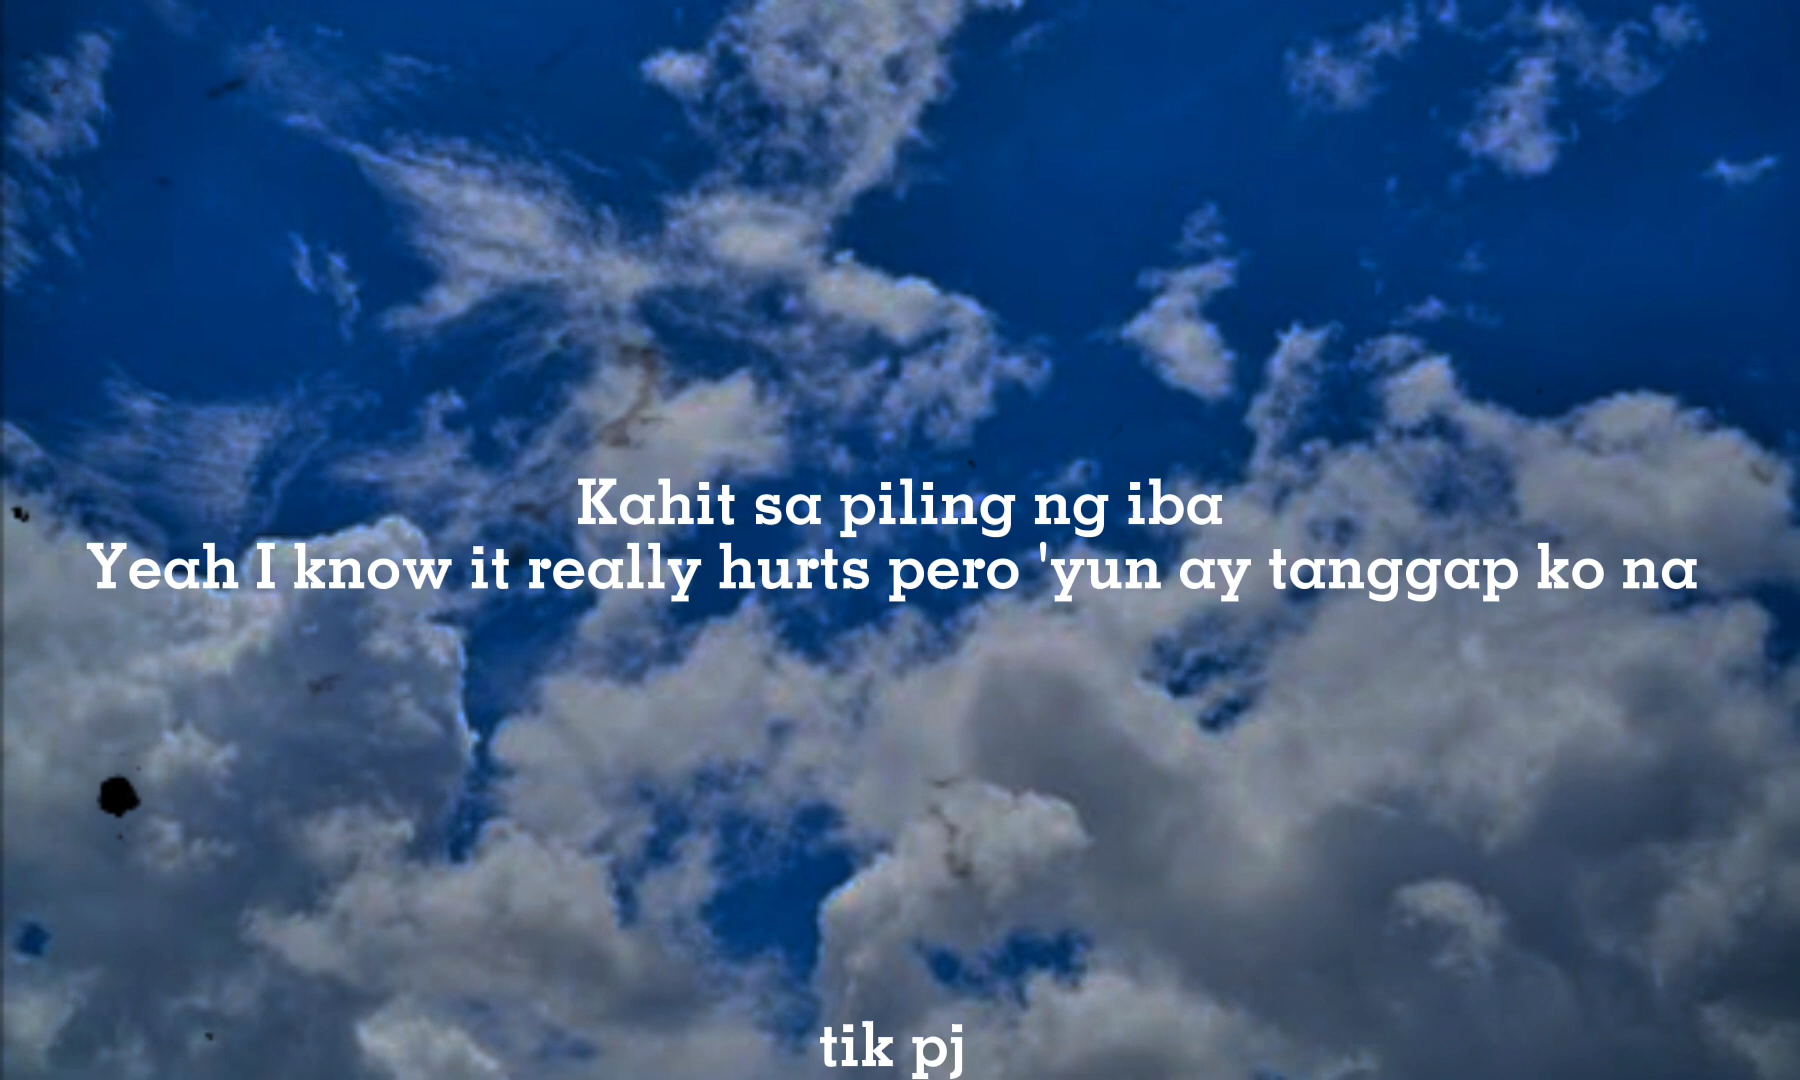 Kahit sa piling ng iba
Yeah I know it really hurts pero 'yun ay tanggap ko na
tik pj